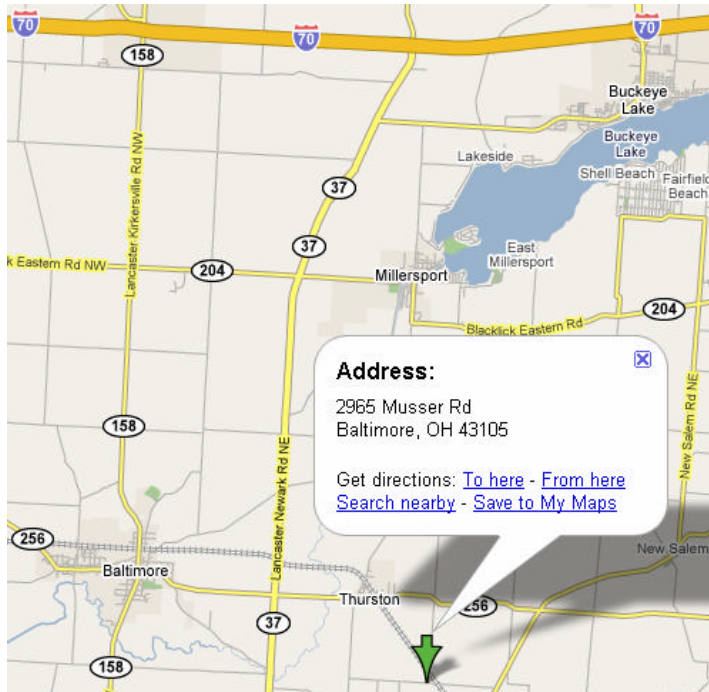 70
70
70
158
Buckeye
Lake
Buckeye
Lake
Lakeside
Shell Beach
Fairfield
Beach
37
Lancaster Kirkersville Rd NW
37
East
Millersport
k Eastern Rd NW
204
Millersport
204
Blacklick Eastern Rd
Address:
2965 Musser Rd
Baltimore, OH 43105
Get directions: To here - From here
Search nearby - Save to My Maps
New Salem Rd NE
158
Lancaster Newark Rd NE
256
New Salem
Baltimore
Thurston
256
37
158